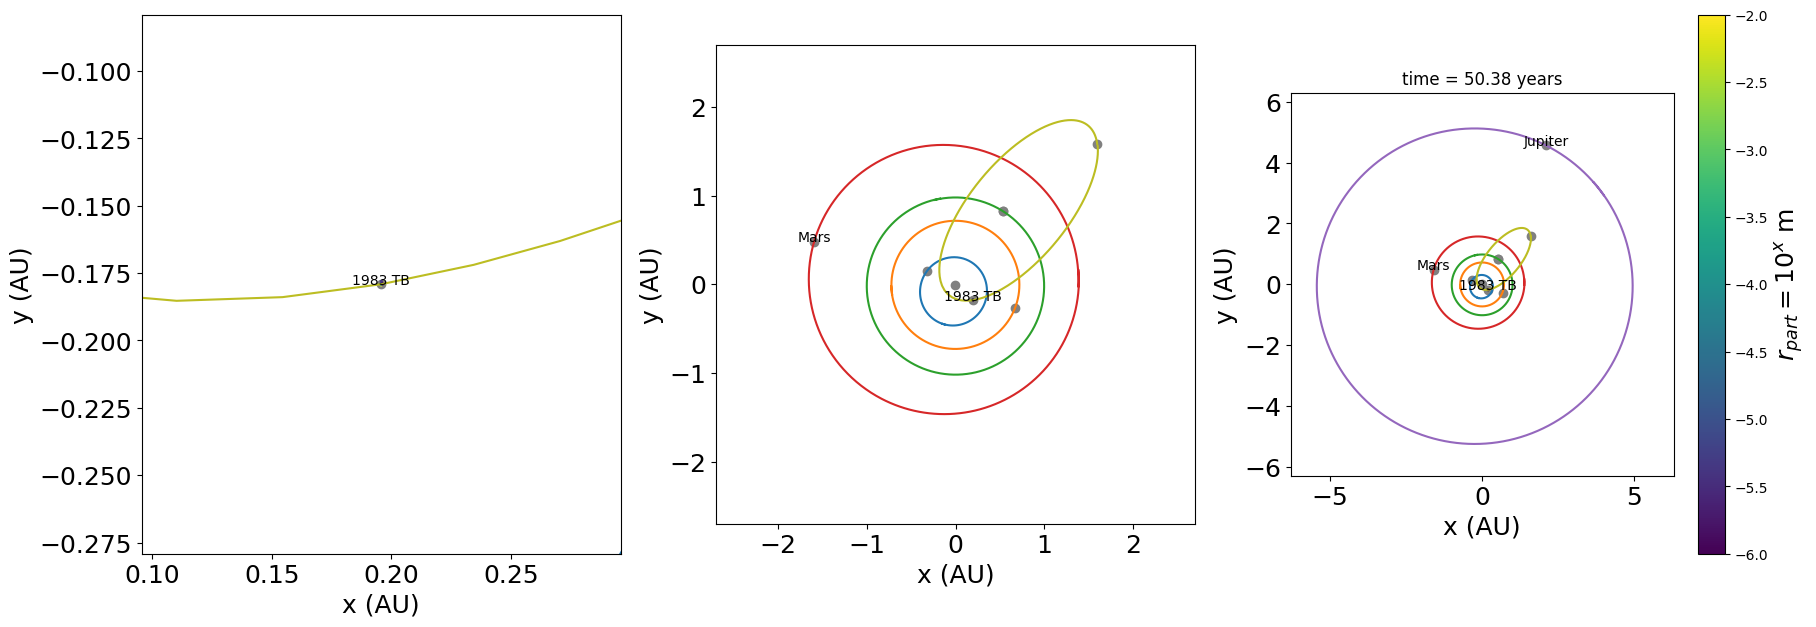 −0.100
−0.125
−0.150
−0.175
−0.200
−0.225
−0.250
−0.275
y (AU)
1983 TB
0.10 0.15 0.20 0.25
x (AU)
2
1
0
−1
−2
y (AU)
Mars
1983 TB
−2 −1 0 1 2
x (AU)
time = 50.38 years
6
4
2
0
−2
−4
−6
y (AU)
Jupiter
Mars
1983 TB
−5 0 5
x (AU)
−2.0
−2.5
−3.0
−3.5
−4.0
−4.5
−5.0
−5.5
−6.0
r_{part} = 10^x m